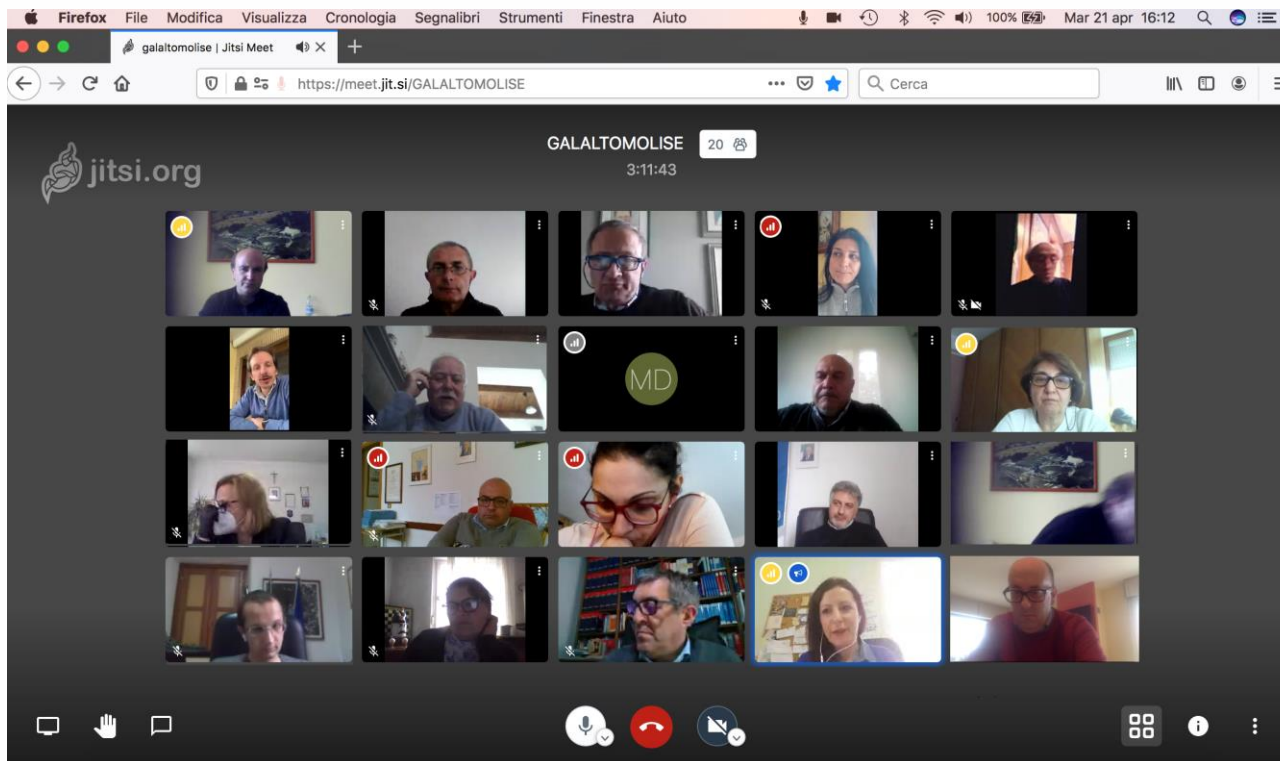 Firefox File Modifica Visualizza Cronologia Segnalibri Strumenti Finestra Aiuto 100% Mar 21 apr 16:12
galaltomolise | Jitsi Meet
https://meet.jit.si/GALALTOMOLISE Cerca
jitsi.org
GALALTOMOLISE 20
3:11:43
MD